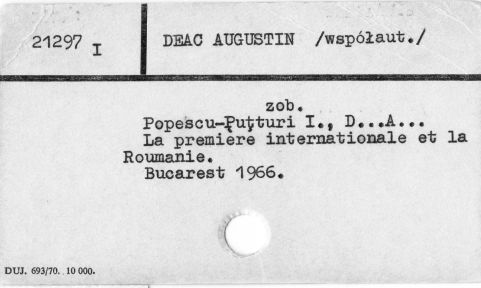 21297 I
DEAC AUGUSTIN /współaut./
zob.
Popescu-Puţturi I., D...A...
La premiere internationale et la
Roumanie.
Bucarest 1966.
DUJ. 693/70. 10 000.